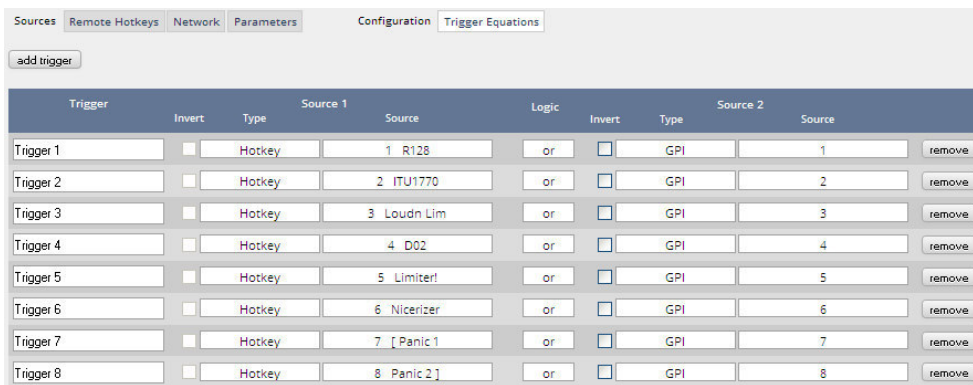 Sources Remote Hotkeys Network Parameters Configuration Trigger Equations
add trigger
Trigger Source 1 Logic Source 2
Invert Type Source Invert Type Source
Trigger 1 Hotkey 1 R128 or GPI 1 remove
Trigger 2 Hotkey 2 ITU1770 or GPI 2 remove
Trigger 3 Hotkey 3 Loudn Lim or GPI 3 remove
Trigger 4 Hotkey 4 D02 or GPI 4 remove
Trigger 5 Hotkey 5 Limiter! or GPI 5 remove
Trigger 6 Hotkey 6 Nicerizer or GPI 6 remove
Trigger 7 Hotkey 7 [ Panic 1 or GPI 7 remove
Trigger 8 Hotkey 8 Panic 2 ] or GPI 8 remove